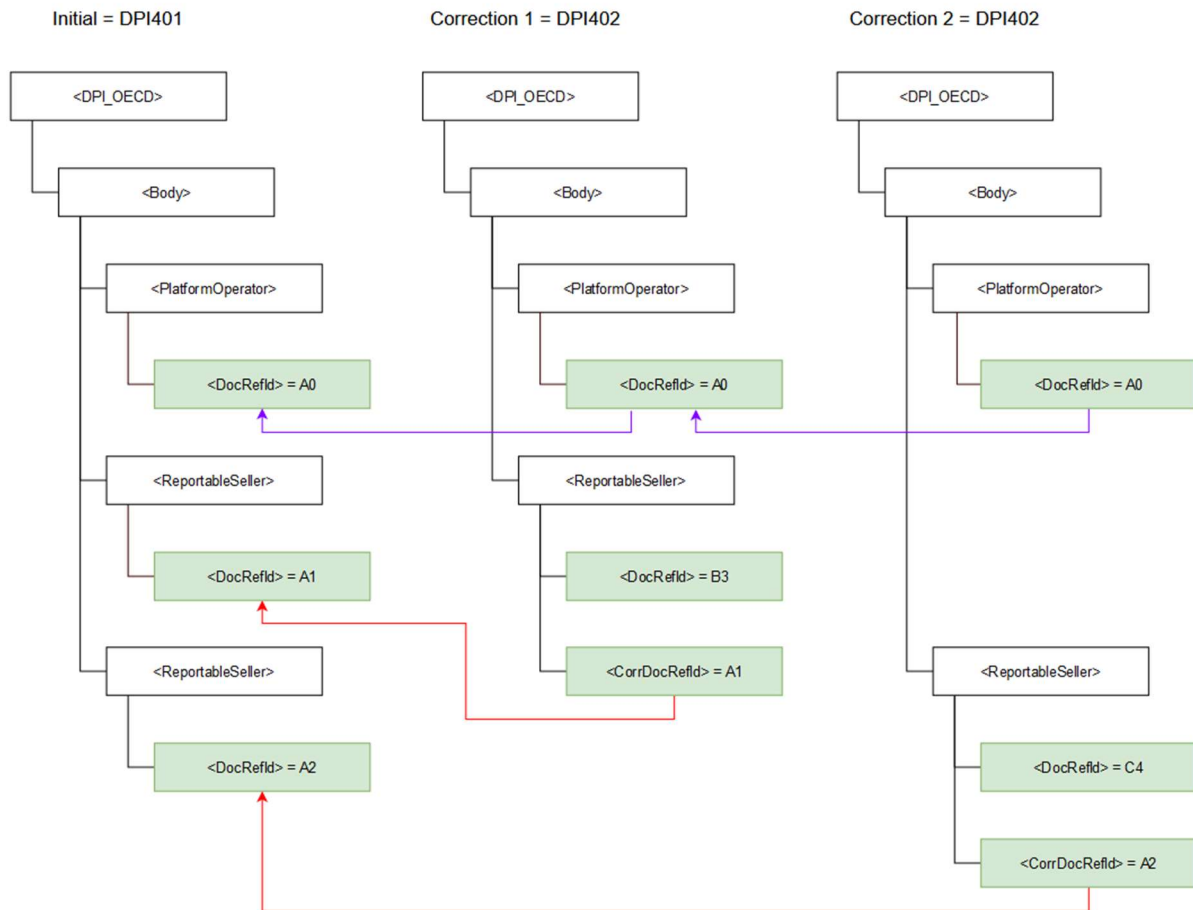 Initial = DPI401
Correction 1 = DPI402
Correction 2 = DPI402
<DPI_OECD>
<DPI_OECD>
<DPI_OECD>
<Body>
<Body>
<Body>
<PlatformOperator>
<PlatformOperator>
<PlatformOperator>
<DocRefId> = A0
<DocRefId> = A0
<DocRefId> = A0
<ReportableSeller>
<ReportableSeller>
<DocRefId> = A1
<DocRefId> = B3
<ReportableSeller>
<CorrDocRefId> = A1
<ReportableSeller>
<DocRefId> = A2
<DocRefId> = C4
<CorrDocRefId> = A2